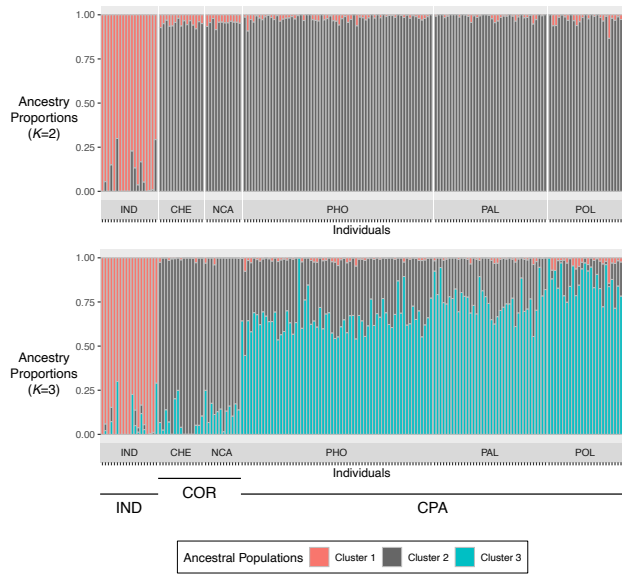 1.00
0.75
Ancestry
Proportions
(K=2)
0.50
0.25
0.00
IND CHE NCA PHO PAL POL
Individuals
1.00
0.75
Ancestry
Proportions
(K=3)
0.50
0.25
0.00
IND CHE NCA PHO PAL POL
Individuals
IND COR CPA
Ancestral Populations Cluster 1 Cluster 2 Cluster 3